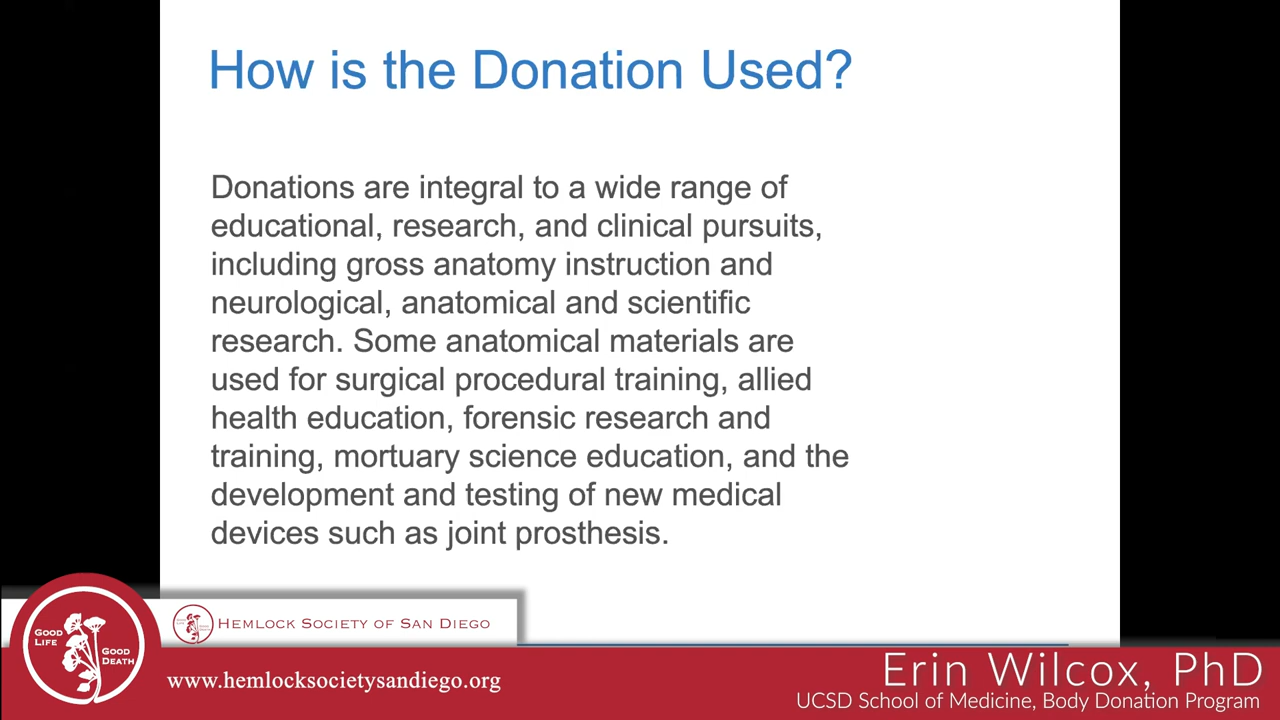 How is the Donation Used?
Donations are integral to a wide range of
educational, research, and clinical pursuits,
including gross anatomy instruction and
neurological, anatomical and scientific
research. Some anatomical materials are
used for surgical procedural training, allied
health education, forensic research and
training, mortuary science education, and the
development and testing of new medical
devices such as joint prosthesis.
GOOD
LIFE
GOOD
DEATH
HEMLOCK SOCIETY OF SAN DIEGO
www.hemlocksocietysandiego.org
Erin Wilcox, PhD
UCSD School of Medicine, Body Donation Program